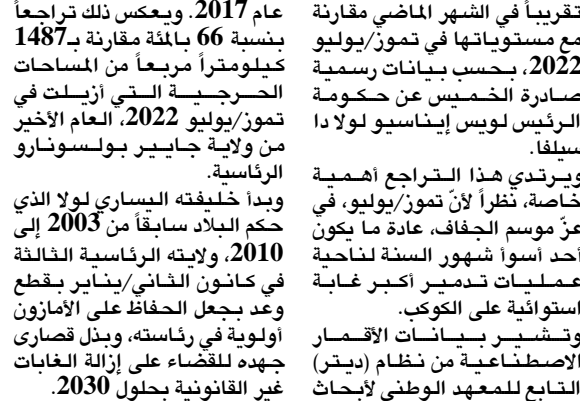 تقريباً في الشهر الماضي مقارنة
مع مستوياتها في تموز/يوليو
2022، بحسب بيانات رسمية
صادرة الخميس عن حكومة
الرئيس لويس إيناسيو لولا دا
سيلفا.
ويرتدي هذا التراجع أهمية
خاصة، نظراً لأنّ تموز/يوليو، في
عزّ موسم الجفاف، عادة ما يكون
أحد أسوأ شهور السنة لناحية
عمليات تدمير أكبر غابة
استوائية على الكوكب.
وتشير بيانات الأقمار
الاصطناعية من نظام (ديتر)
التابع للمعهد الوطني لأبحاث
عام 2017. ويعكس ذلك تراجعاً
بنسبة 66 بالمئة مقارنة بـ1487
كيلومتراً مربعاً من المساحات
الحرجية التي أزيلت في
تموز/يوليو 2022، العام الأخير
من ولاية جايير بولسونارو
الرئاسية.
وبدأ خليفته اليساري لولا الذي
حكم البلاد سابقاً من 2003 إلى
2010، ولايته الرئاسية الثالثة
في كانون الثاني/يناير بقطع
وعد بجعل الحفاظ على الأمازون
أولوية في رئاسته، وبذل قصارى
جهده للقضاء على إزالة الغابات
غير القانونية بحلول 2030.